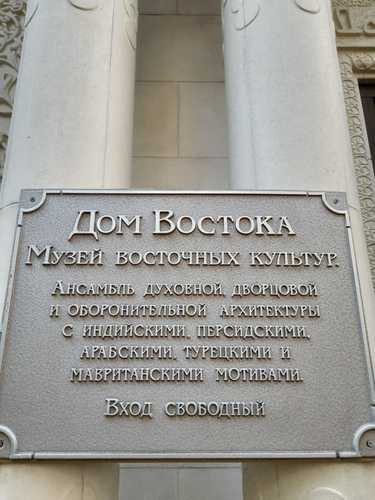 Дом Востока
Музей восточных культур
Ансамбль духовной, дворцовой
и оборонительной архитектуры
с индийскими, персидскими,
арабскими, турецкими и
мавританскими мотивами.
Вход свободный